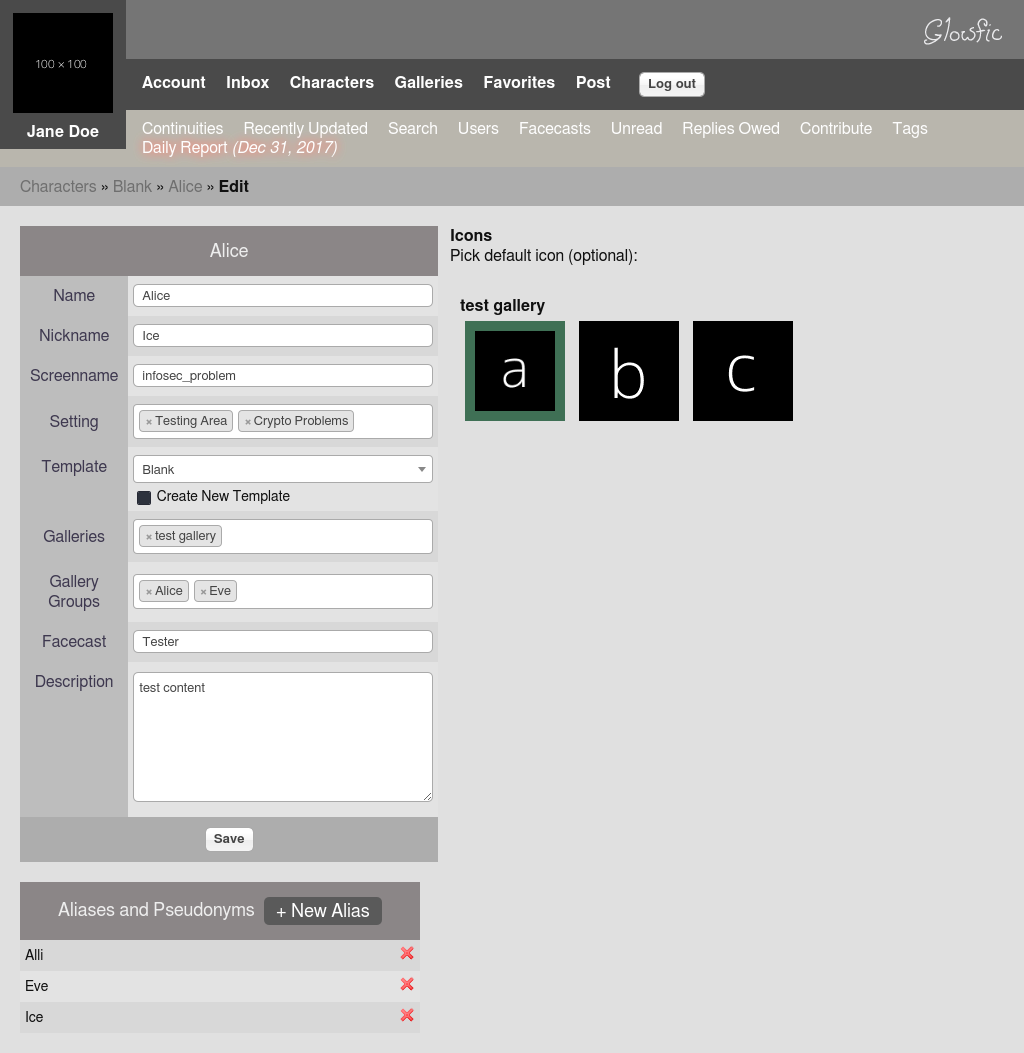 100 × 100
Glowfic
Account Inbox Characters Galleries Favorites Post Log out
Jane Doe
Continuities Recently Updated Search Users Facecasts Unread Replies Owed Contribute Tags
Daily Report (Dec 31, 2017)
Characters » Blank » Alice » Edit
Alice
Name Alice
Nickname Ice
Screenname infosec_problem
Setting × Testing Area × Crypto Problems
Template Blank
Create New Template
Galleries × test gallery
Gallery Groups × Alice × Eve
Facecast Tester
Description test content
Save
Icons
Pick default icon (optional):
test gallery
a b c
Aliases and Pseudonyms + New Alias
Alli
Eve
Ice